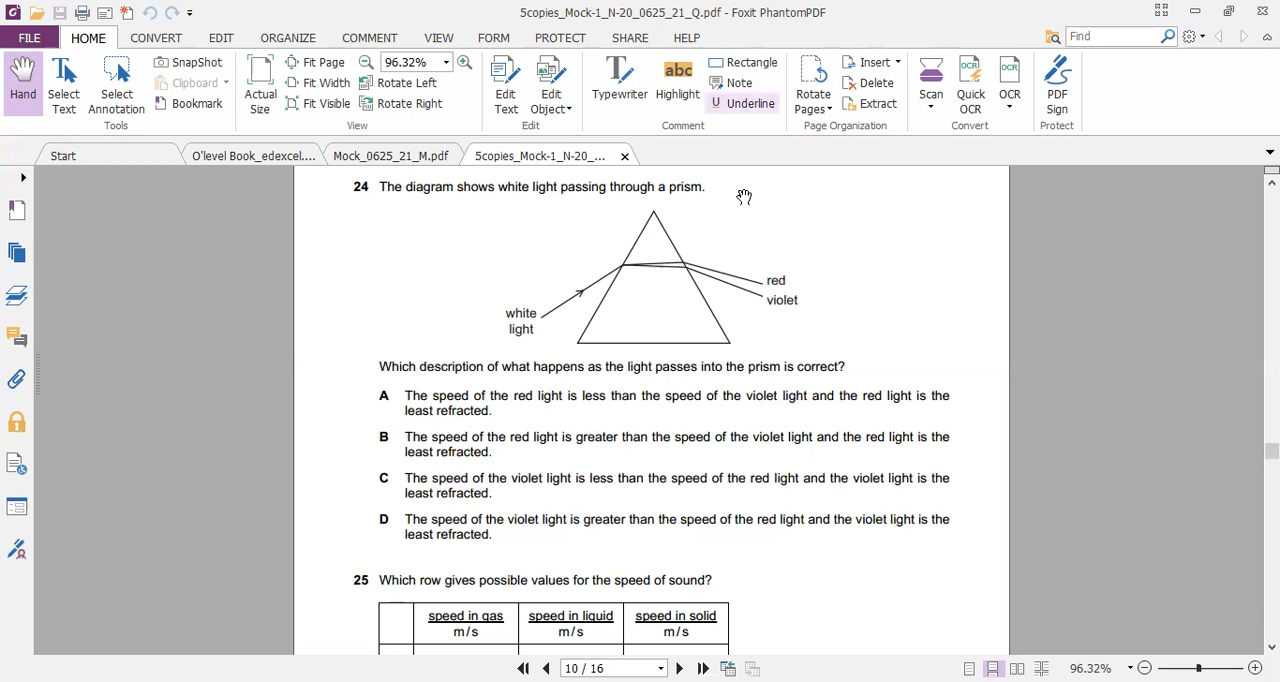 5copies_Mock-1_N-20_0625_21_Q.pdf - Foxit PhantomPDF
FILE HOME CONVERT EDIT ORGANIZE COMMENT VIEW FORM PROTECT SHARE HELP Find
Hand
Select Text
Select Annotation
SnapShot
Clipboard
Bookmark
Tools
Actual Size
Fit Page
Fit Width
Fit Visible
96.32%
Rotate Left
Rotate Right
View
Edit Text
Edit Object
Edit
Typewriter
abc
Highlight
Rectangle
Note
U Underline
Comment
Rotate Pages
Insert
Delete
Extract
Page Organization
Scan
OCR
Quick OCR
OCR
OCR
Convert
PDF Sign
Protect
Start O'level Book_edexcel.... Mock_0625_21_M.pdf 5copies_Mock-1_N-20_...
24 The diagram shows white light passing through a prism.
red
violet
white
light
Which description of what happens as the light passes into the prism is correct?
A The speed of the red light is less than the speed of the violet light and the red light is the
least refracted.
B The speed of the red light is greater than the speed of the violet light and the red light is the
least refracted.
C The speed of the violet light is less than the speed of the red light and the violet light is the
least refracted.
D The speed of the violet light is greater than the speed of the red light and the violet light is the
least refracted.
25 Which row gives possible values for the speed of sound?
speed in gas speed in liquid speed in solid
m/s m/s m/s
10 / 16 96.32%